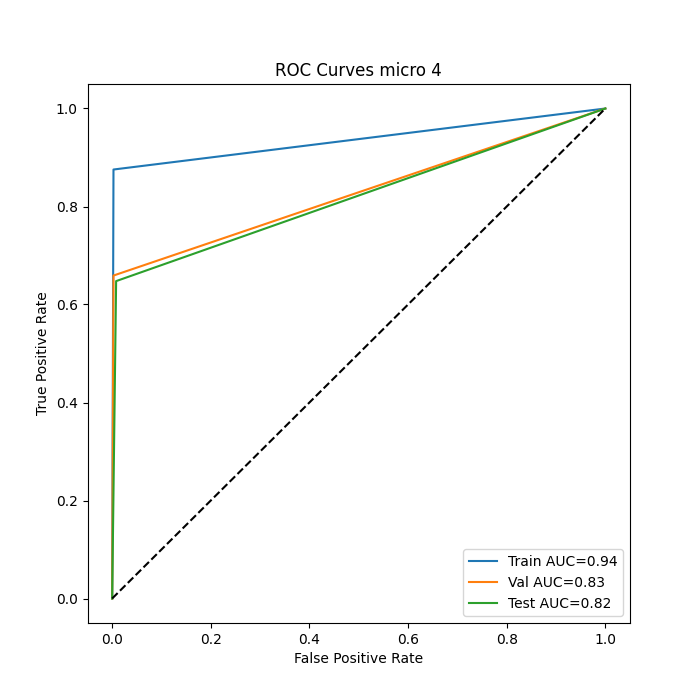 ROC Curves micro 4
1.0
0.8
0.6
0.4
0.2
0.0
True Positive Rate
Train AUC=0.94
Val AUC=0.83
Test AUC=0.82
0.0 0.2 0.4 0.6 0.8 1.0
False Positive Rate